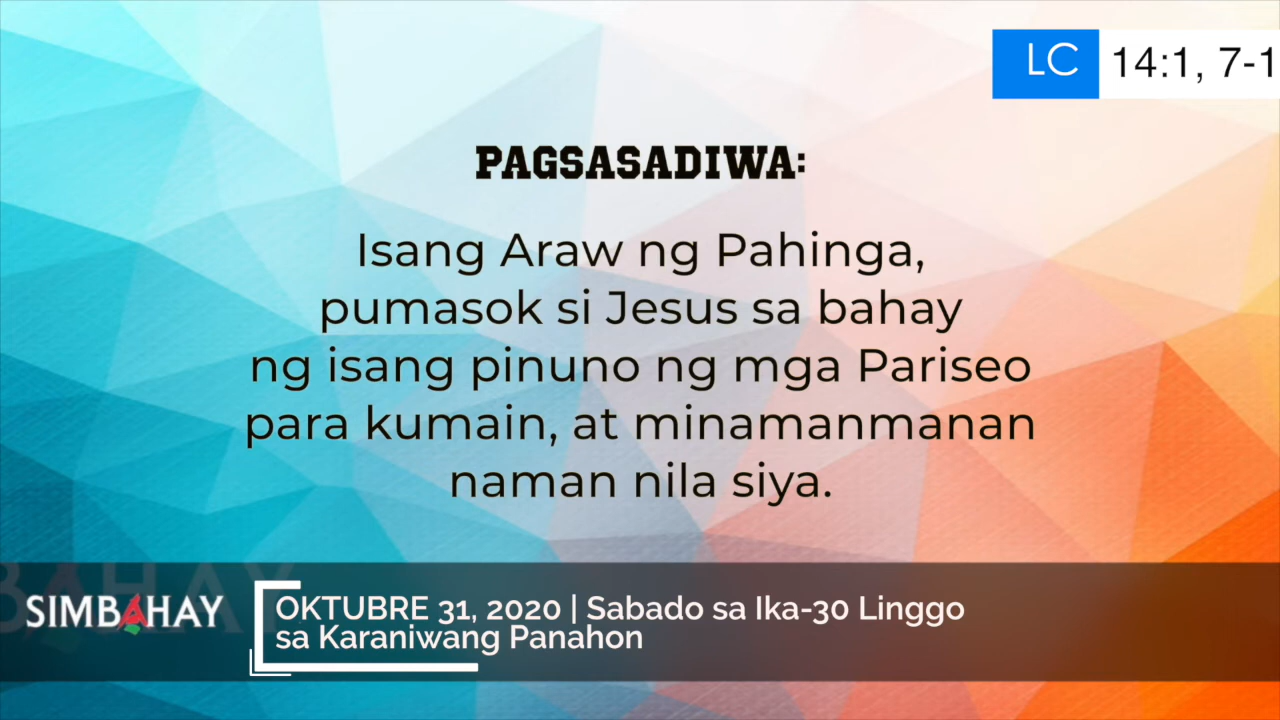 LC 14:1, 7-1
PAGSASADIWA:
Isang Araw ng Pahinga,
pumasok si Jesus sa bahay
ng isang pinuno ng mga Pariseo
para kumain, at minamanmanan
naman nila siya.
SIMBAHAY
OKTUBRE 31, 2020 | Sabado sa Ika-30 Linggo
sa Karaniwang Panahon